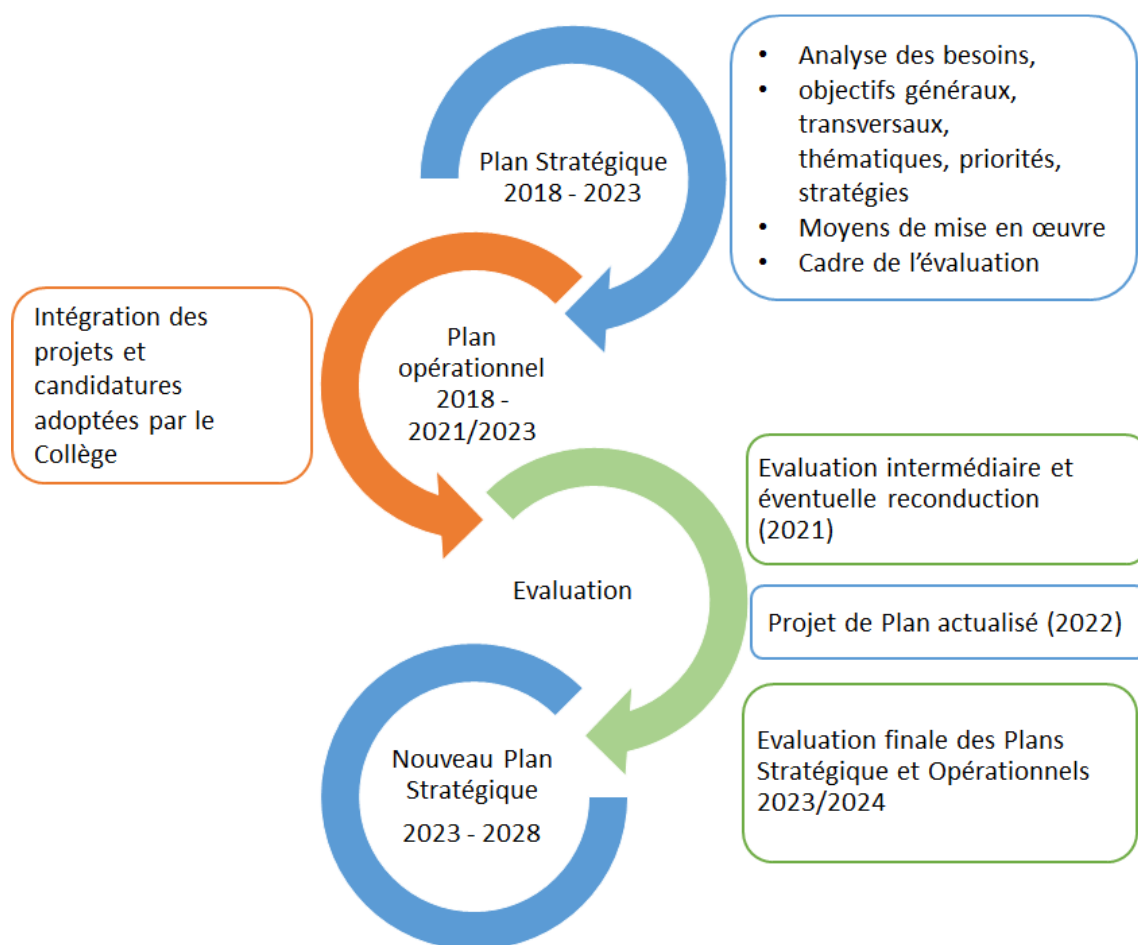 Plan Stratégique
2018 - 2023
• Analyse des besoins,
• objectifs généraux,
transversaux,
thématiques, priorités,
stratégies
• Moyens de mise en œuvre
• Cadre de l’évaluation
Intégration des
projets et
candidatures
adoptées par le
Collège
Plan
opérationnel
2018 -
2021/2023
Evaluation
Evaluation intermédiaire et
éventuelle reconduction
(2021)
Projet de Plan actualisé (2022)
Evaluation finale des Plans
Stratégique et Opérationnels
2023/2024
Nouveau Plan
Stratégique
2023 - 2028